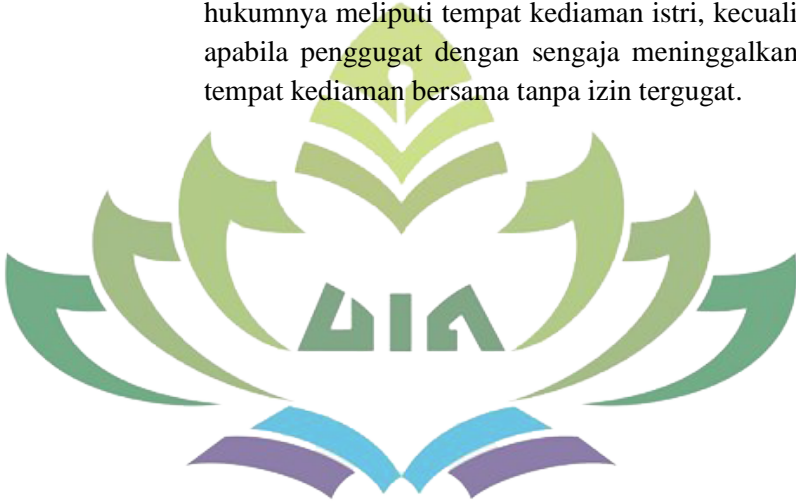 hukumnya meliputi tempat kediaman istri, kecuali
apabila penggugat dengan sengaja meninggalkan
tempat kediaman bersama tanpa izin tergugat.
UIN